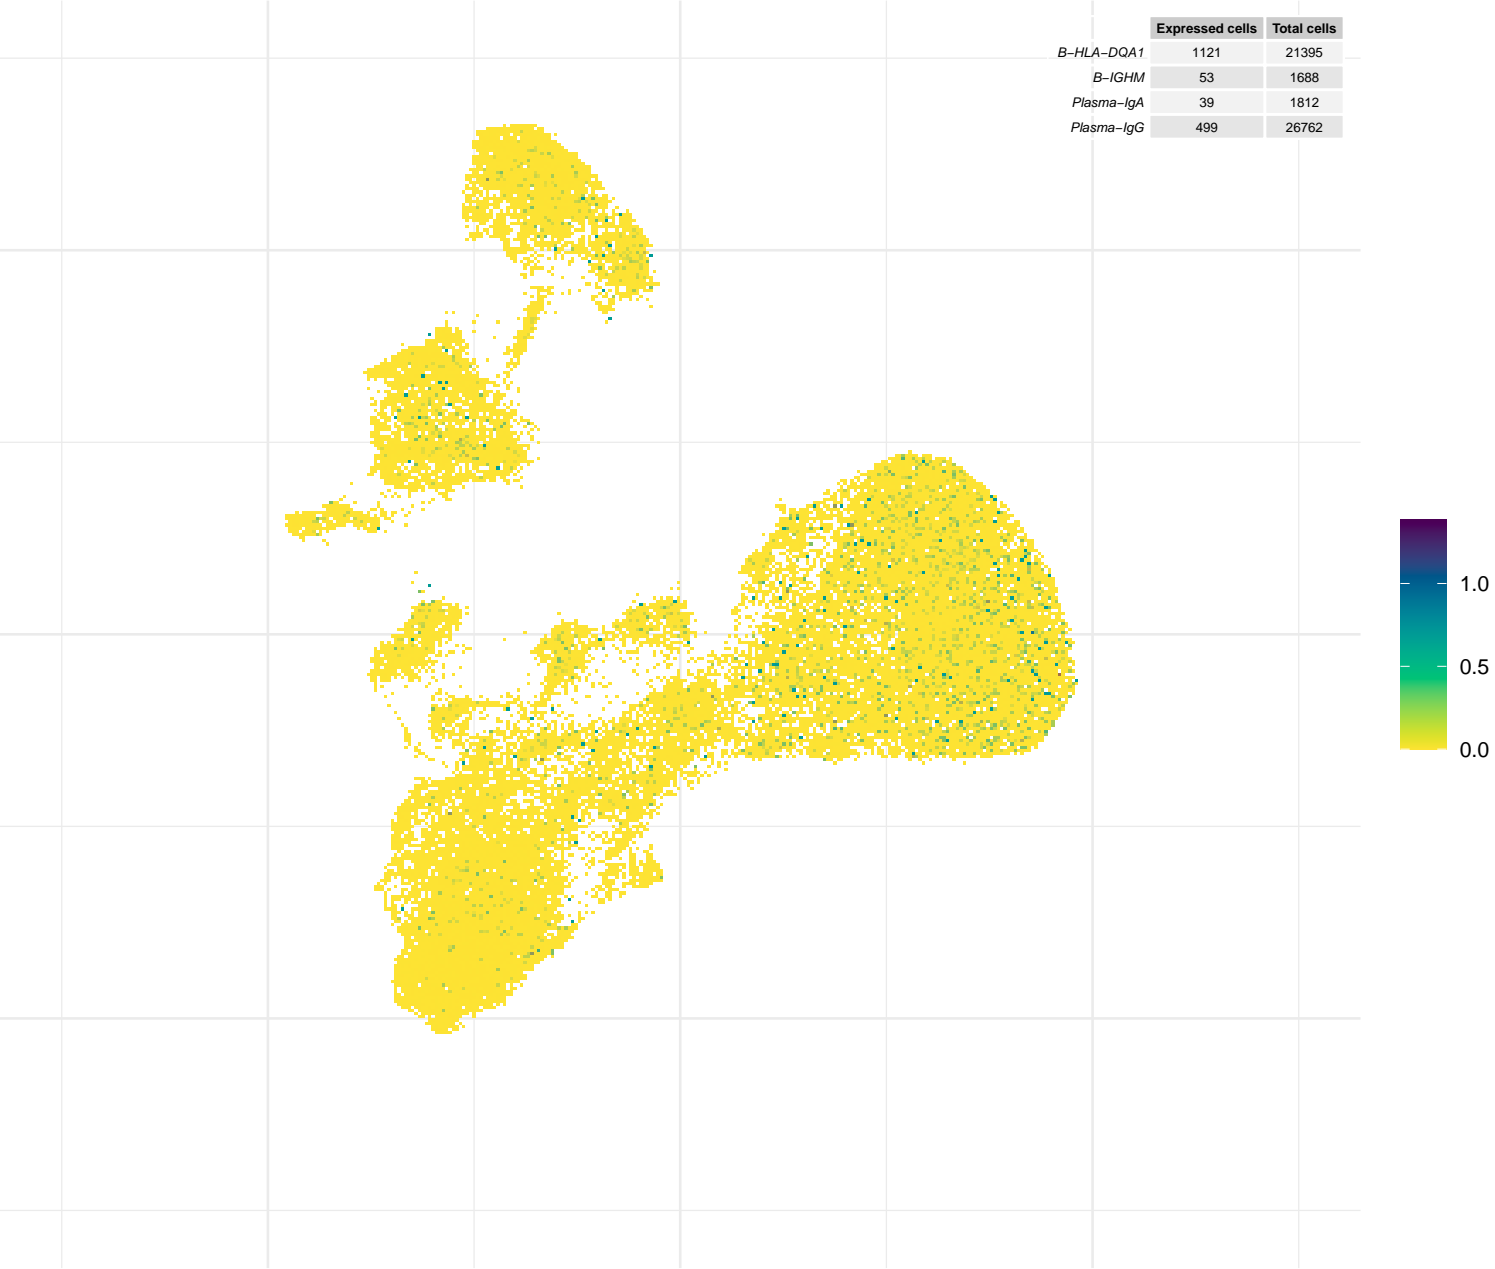 Expressed cells Total cells
B−HLA−DQA1 1121 21395
B−IGHM 53 1688
Plasma−IgA 39 1812
Plasma−IgG 499 26762
1.0
0.5
0.0